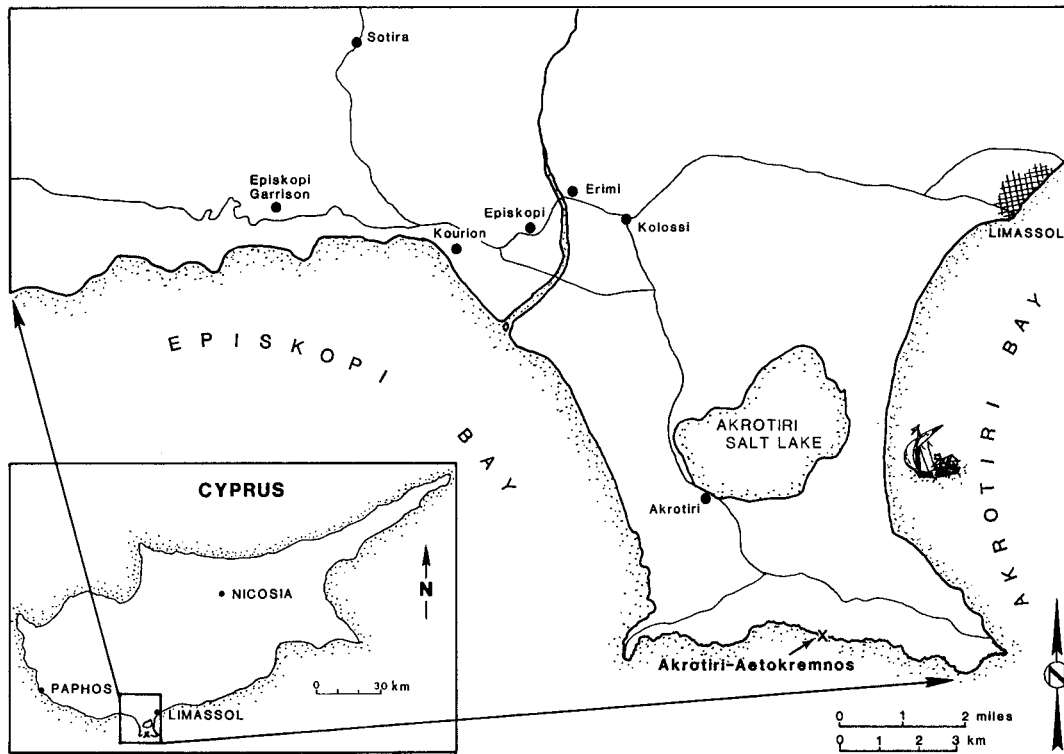 Sotira
Episkopi
Garrison
Erimi
Episkopi
Kolossi
Kourion
LIMASSOL
EPISKOPI BAY
AKROTIRI BAY
AKROTIRI
SALT LAKE
Akrotiri
Akrotiri-Aetokremnos
X
CYPRUS
N
NICOSIA
PAPHOS
LIMASSOL
0 30 km
N
0 1 2 miles
0 1 2 3 km